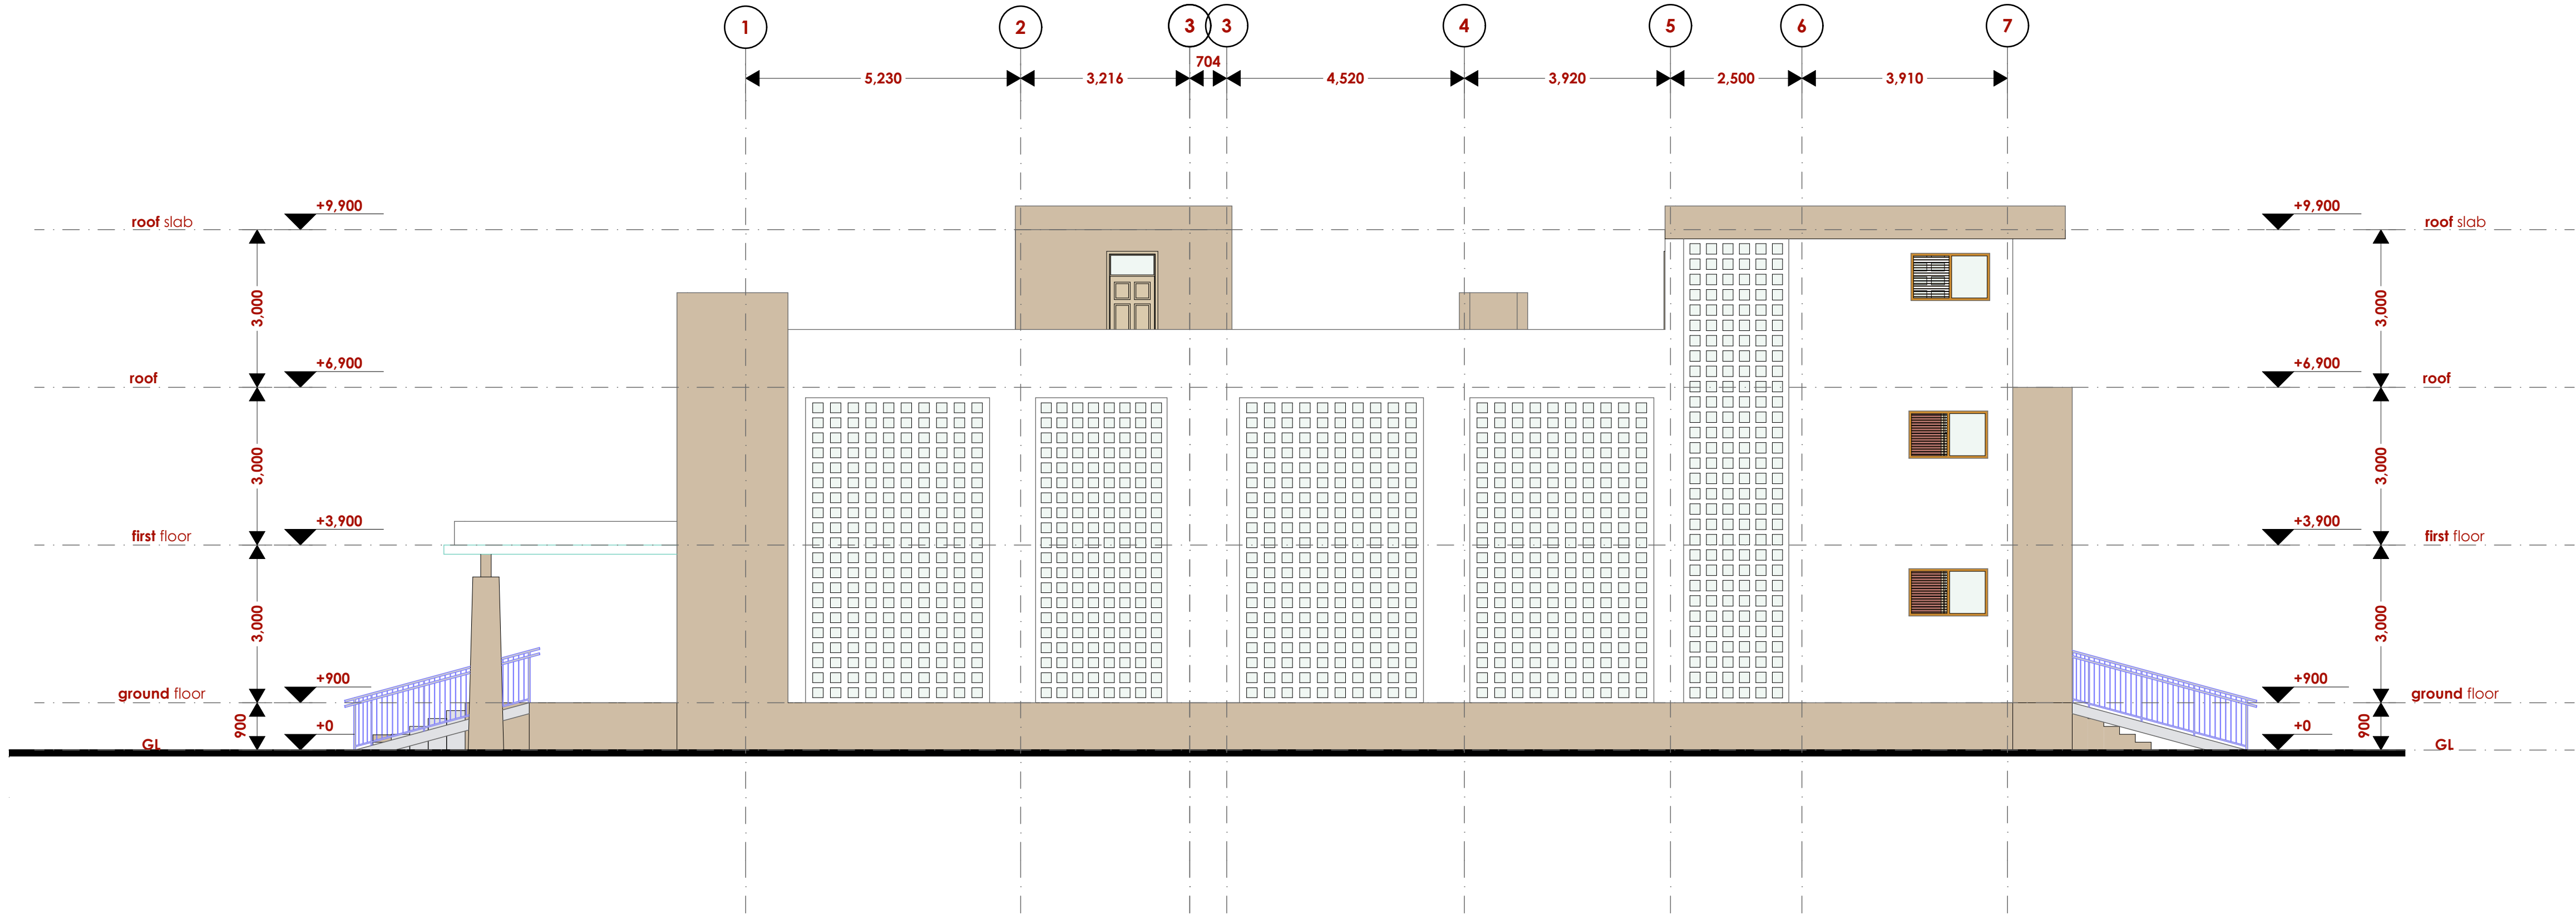 1 2 3 3 4 5 6 7
704
5,230 3,216 4,520 3,920 2,500 3,910
+9,900 +9,900
roof slab roof slab
3,000 3,000
+6,900 +6,900
roof roof
3,000 3,000
+3,900 +3,900
first floor first floor
3,000 3,000
+900 +900
ground floor ground floor
900 +0 +0 900
GL GL